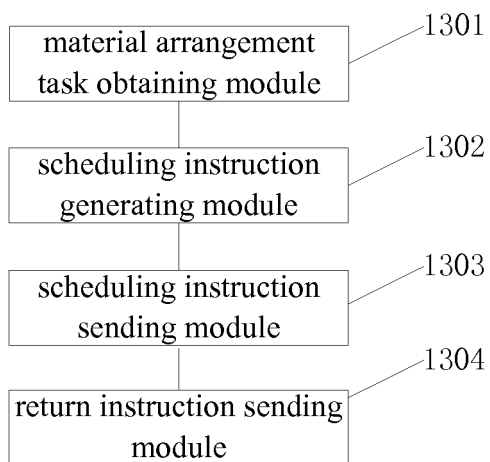 1301
material arrangement
task obtaining module
1302
scheduling instruction
generating module
1303
scheduling instruction
sending module
1304
return instruction sending
module